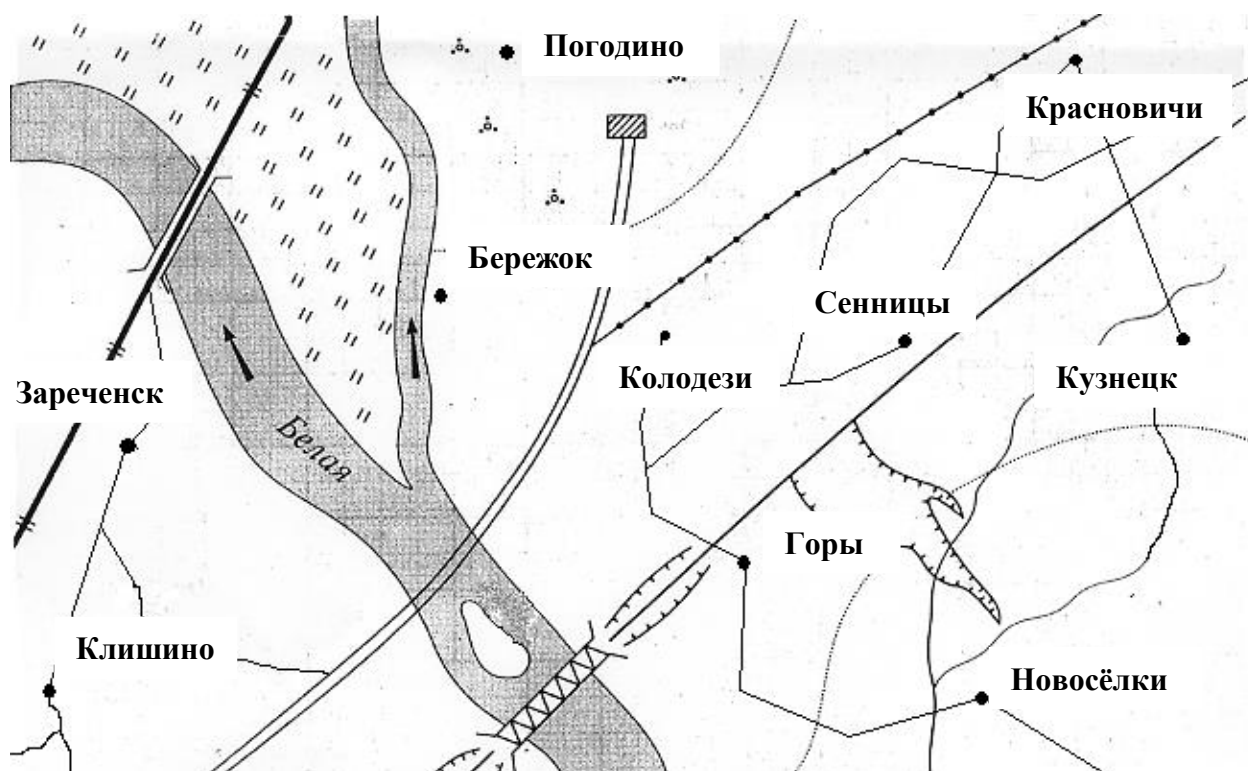 Погодино
Красновичи
Бережок
Сенницы
Зареченск
Колодези
Кузнецк
Белая
Горы
Клишино
Новосёлки